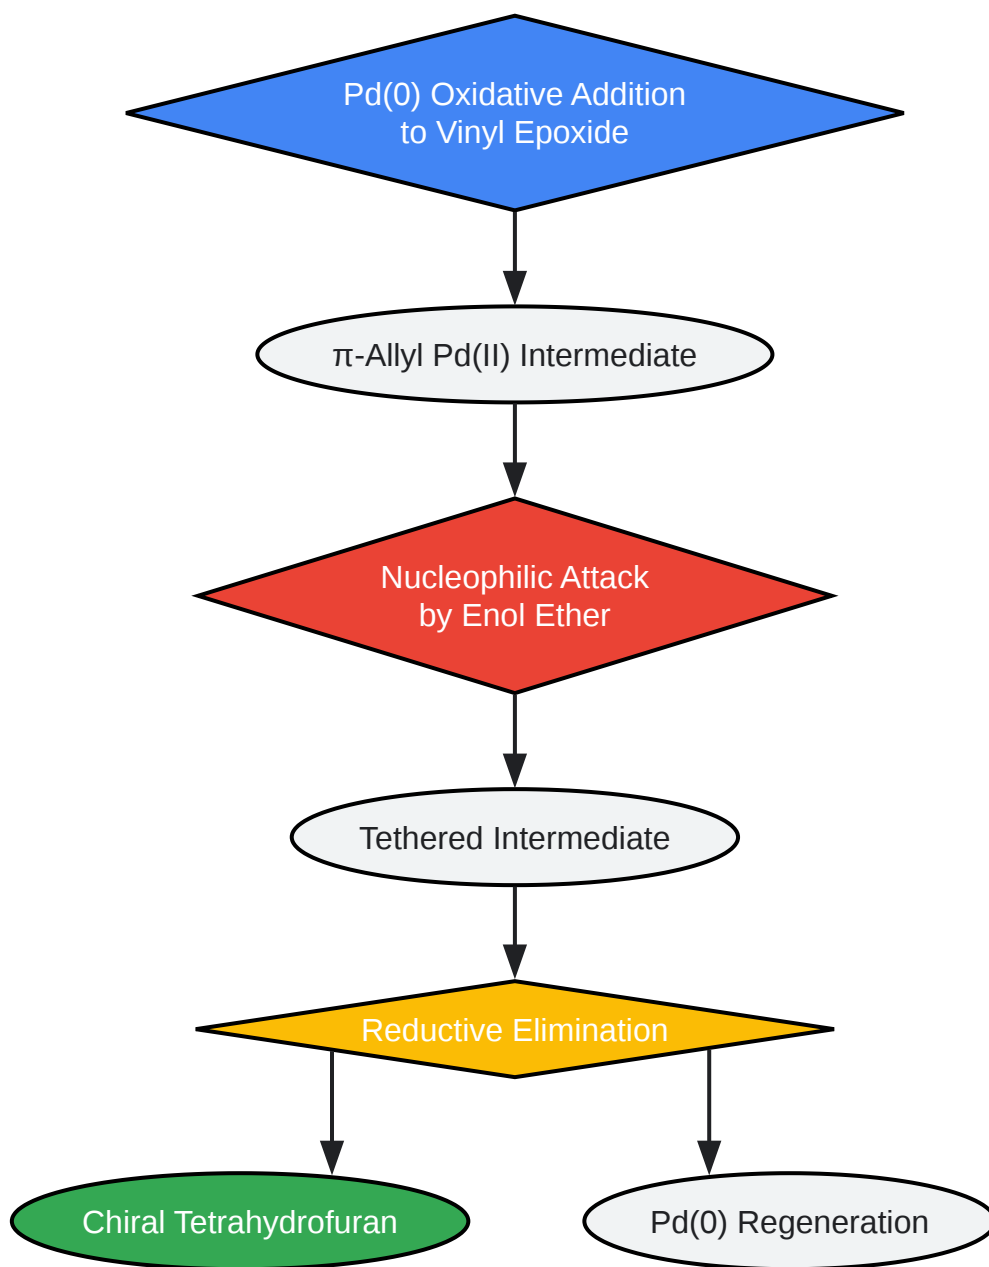 Pd(0) Oxidative Addition
to Vinyl Epoxide
π-Allyl Pd(II) Intermediate
Nucleophilic Attack
by Enol Ether
Tethered Intermediate
Reductive Elimination
Chiral Tetrahydrofuran
Pd(0) Regeneration